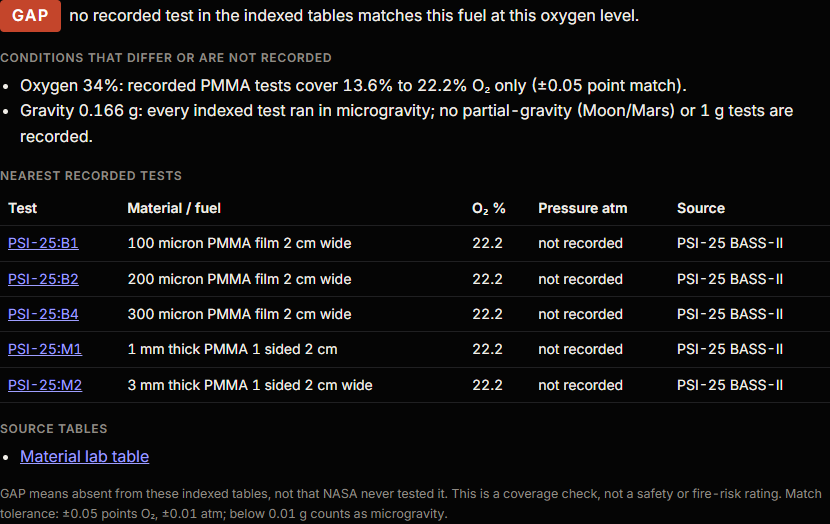 GAP no recorded test in the indexed tables matches this fuel at this oxygen level.
CONDITIONS THAT DIFFER OR ARE NOT RECORDED
• Oxygen 34%: recorded PMMA tests cover 13.6% to 22.2% O₂ only (±0.05 point match).
• Gravity 0.166 g: every indexed test ran in microgravity; no partial-gravity (Moon/Mars) or 1 g tests are
recorded.
NEAREST RECORDED TESTS
Test Material / fuel O₂ % Pressure atm Source
PSI-25:B1 100 micron PMMA film 2 cm wide 22.2 not recorded PSI-25 BASS-II
PSI-25:B2 200 micron PMMA film 2 cm wide 22.2 not recorded PSI-25 BASS-II
PSI-25:B4 300 micron PMMA film 2 cm wide 22.2 not recorded PSI-25 BASS-II
PSI-25:M1 1 mm thick PMMA 1 sided 2 cm 22.2 not recorded PSI-25 BASS-II
PSI-25:M2 3 mm thick PMMA 1 sided 2 cm wide 22.2 not recorded PSI-25 BASS-II
SOURCE TABLES
• Material lab table
GAP means absent from these indexed tables, not that NASA never tested it. This is a coverage check, not a safety or fire-risk rating. Match
tolerance: ±0.05 points O₂, ±0.01 atm; below 0.01 g counts as microgravity.